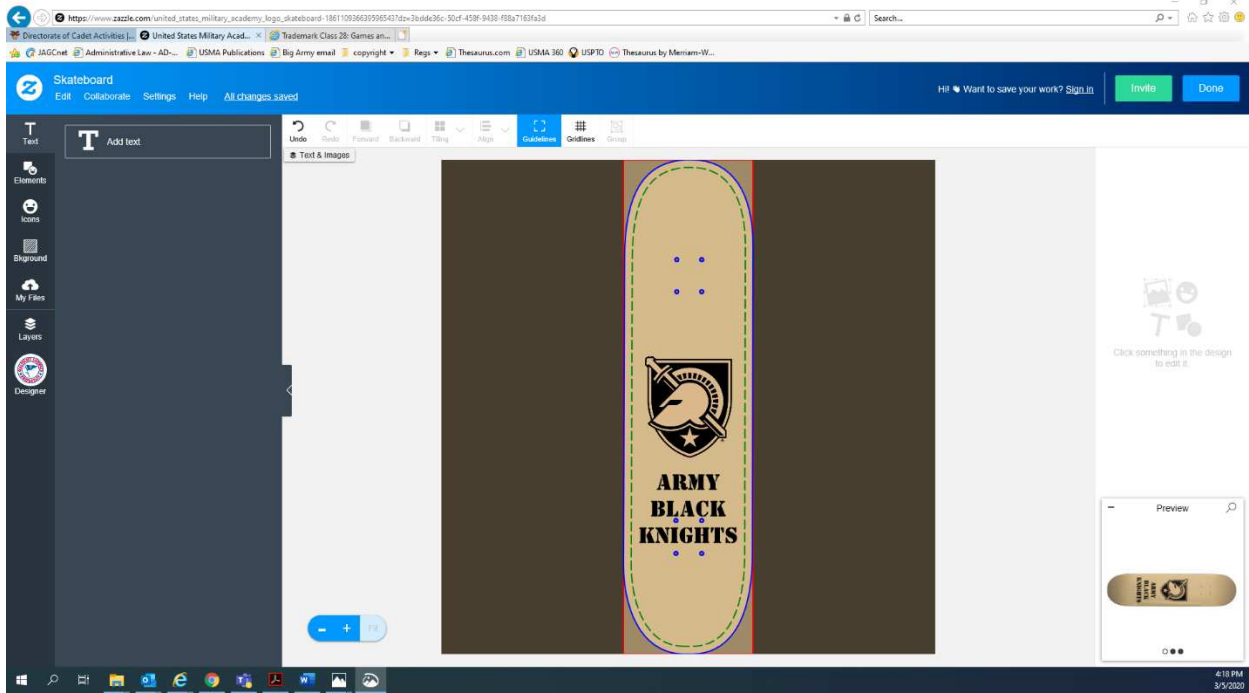 https://www.zazzle.com/united_states_military_academy_logo_skateboard-186110936639596543?dz=3bdde36c-50cf-458f-9438-f88a7163fa3d
Search...
Directorate of Cadet Activities |...
United States Military Acad...
Trademark Class 28: Games an...
JAGCnet
Administrative Law - AD-...
USMA Publications
Big Army email
copyright
Regs
Thesaurus.com
USMA 360
USPTO
Thesaurus by Merriam-W...
Skateboard
Edit Collaborate Settings Help All changes saved
Hi! Want to save your work? Sign in
Invite
Done
Text
Add text
Undo
Redo
Forward
Backward
Tiling
Align
Guidelines
Gridlines
Group
Text & Images
Elements
Icons
Bkground
My Files
Layers
Designer
Click something in the design
to edit it.
ARMY
BLACK
KNIGHTS
Preview
ARMY
BLACK
KNIGHTS
Fit
4:18 PM
3/5/2020